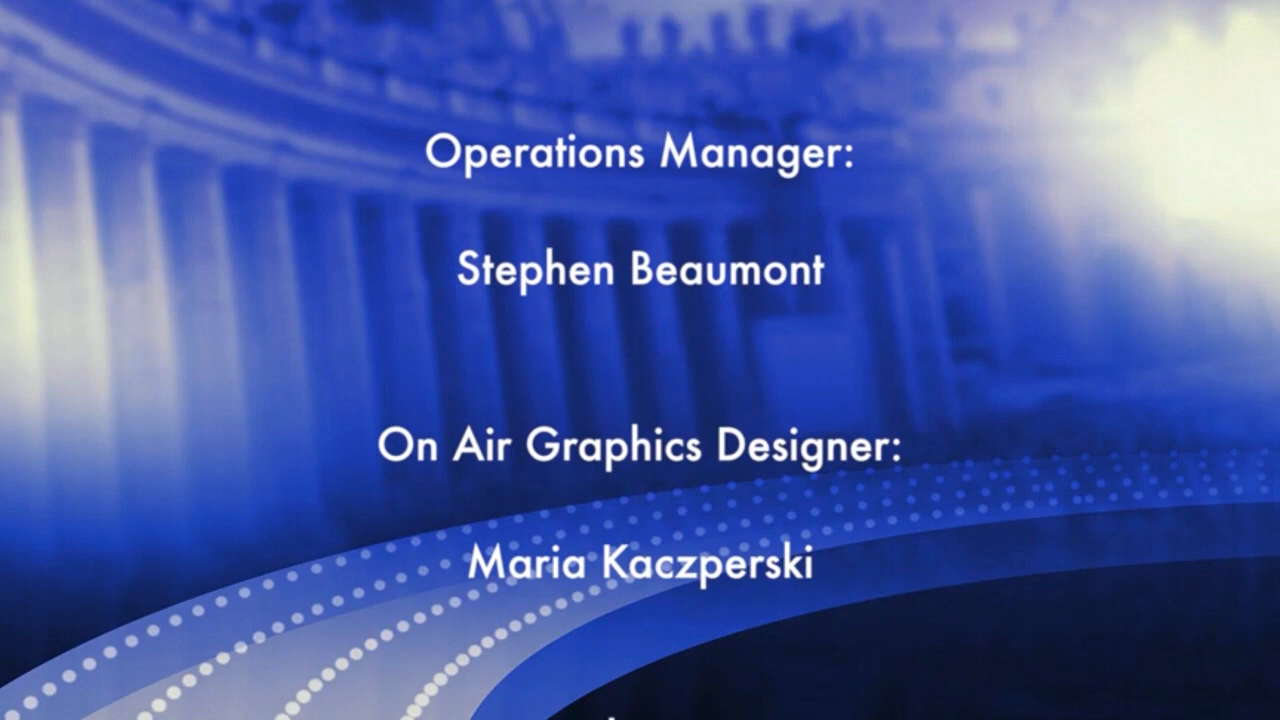 Operations Manager:
Stephen Beaumont
On Air Graphics Designer:
Maria Kaczperski